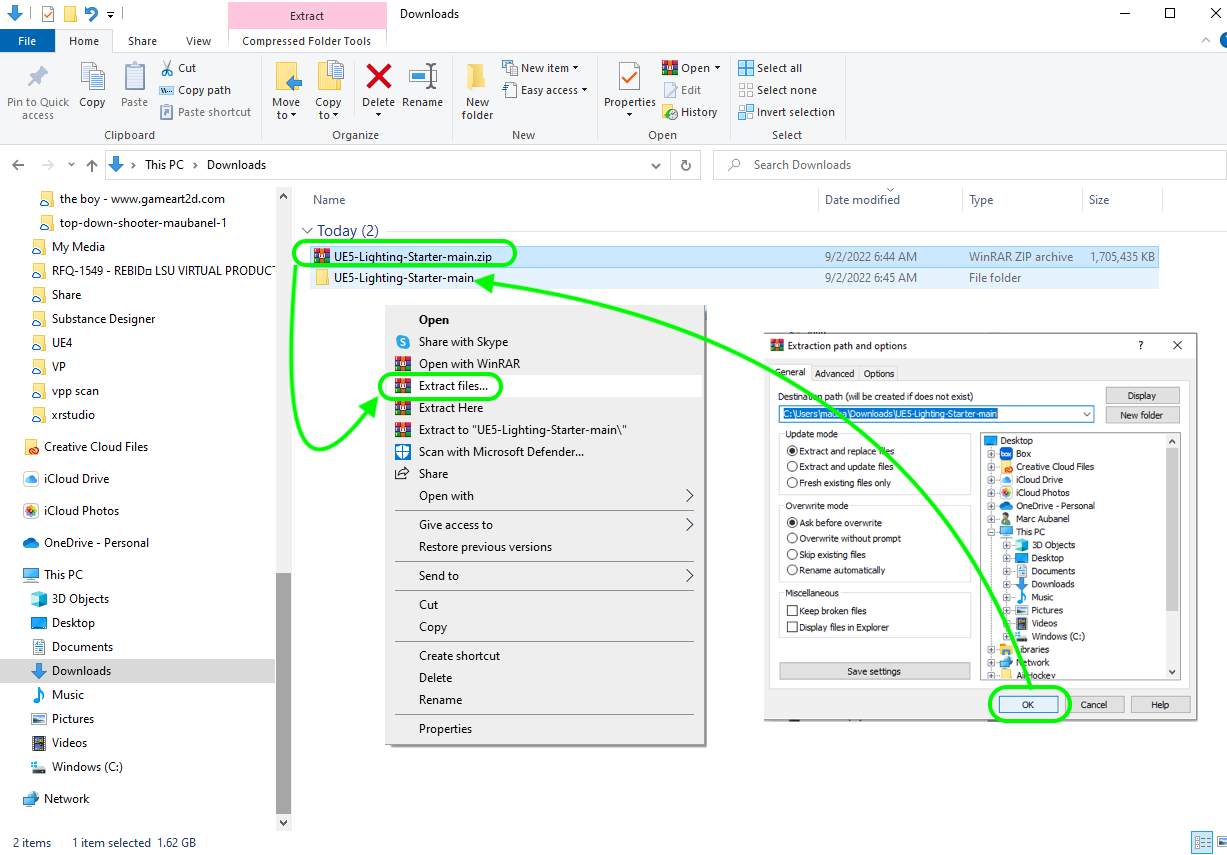 Extract
Downloads
File
Home
Share
View
Compressed Folder Tools
Pin to Quick access
Copy
Paste
Cut
Copy path
Paste shortcut
Clipboard
Move to
Copy to
Delete
Rename
Organize
New folder
New item
Easy access
New
Properties
Open
Edit
History
Open
Select all
Select none
Invert selection
Select
This PC > Downloads
Search Downloads
the boy - www.gameart2d.com
top-down-shooter-maubanel-1
My Media
Share
Substance Designer
UE4
VP
vpp scan
xrstudio
Creative Cloud Files
iCloud Drive
iCloud Photos
OneDrive - Personal
This PC
3D Objects
Desktop
Documents
Downloads
Music
Pictures
Videos
Windows (C:)
Network
Name
Date modified
Type
Size
Today (2)
UE5-Lighting-Starter-main.zip
9/2/2022 6:44 AM
WinRAR ZIP archive
1,705,435 KB
UE5-Lighting-Starter-main
9/2/2022 6:45 AM
File folder
Open
Share with Skype
Open with WinRAR
Extract files...
Extract Here
Extract to "UE5-Lighting-Starter-main\"
Scan with Microsoft Defender...
Share
Open with
Give access to
Restore previous versions
Send to
Cut
Copy
Create shortcut
Delete
Rename
Properties
Extraction path and options
?
General
Advanced
Options
Destination path (will be created if does not exist)
C:\Users\mauba\Downloads\UE5-Lighting-Starter-main
Display
New folder
Update mode
Extract and replace files
Extract and update files
Fresh existing files only
Overwrite mode
Ask before overwrite
Overwrite without prompt
Skip existing files
Rename automatically
Miscellaneous
Keep broken files
Display files in Explorer
Save settings
Desktop
Box
Creative Cloud Files
iCloud Drive
iCloud Photos
OneDrive - Personal
Marc Aubanel
This PC
3D Objects
Desktop
Documents
Downloads
Music
Pictures
Videos
Windows (C:)
Libraries
Network
OK
Cancel
Help
2 items
1 item selected 1.62 GB